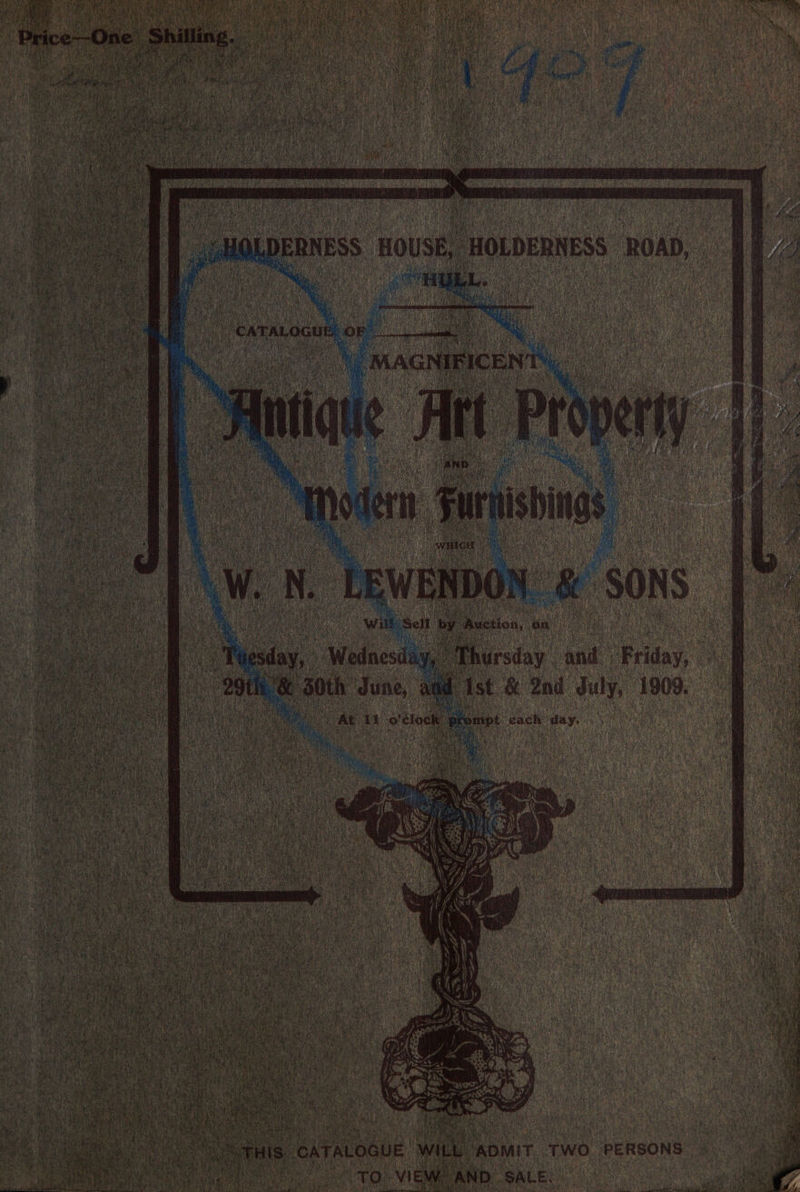 Price—One Shilling.
1909
HOLDERNESS HOUSE, HOLDERNESS ROAD,
HULL.
CATALOGUE OF
MAGNIFICENT
Antique Art Property
AND
Modern Furnishings
WHICH
W. N. LEWENDON & SONS
Will Sell by Auction, on
Tuesday, Wednesday, Thursday and Friday,
29th & 30th June, and 1st & 2nd July, 1909.
At 11 o'clock prompt each day.
THIS CATALOGUE WILL ADMIT TWO PERSONS
TO VIEW AND SALE.